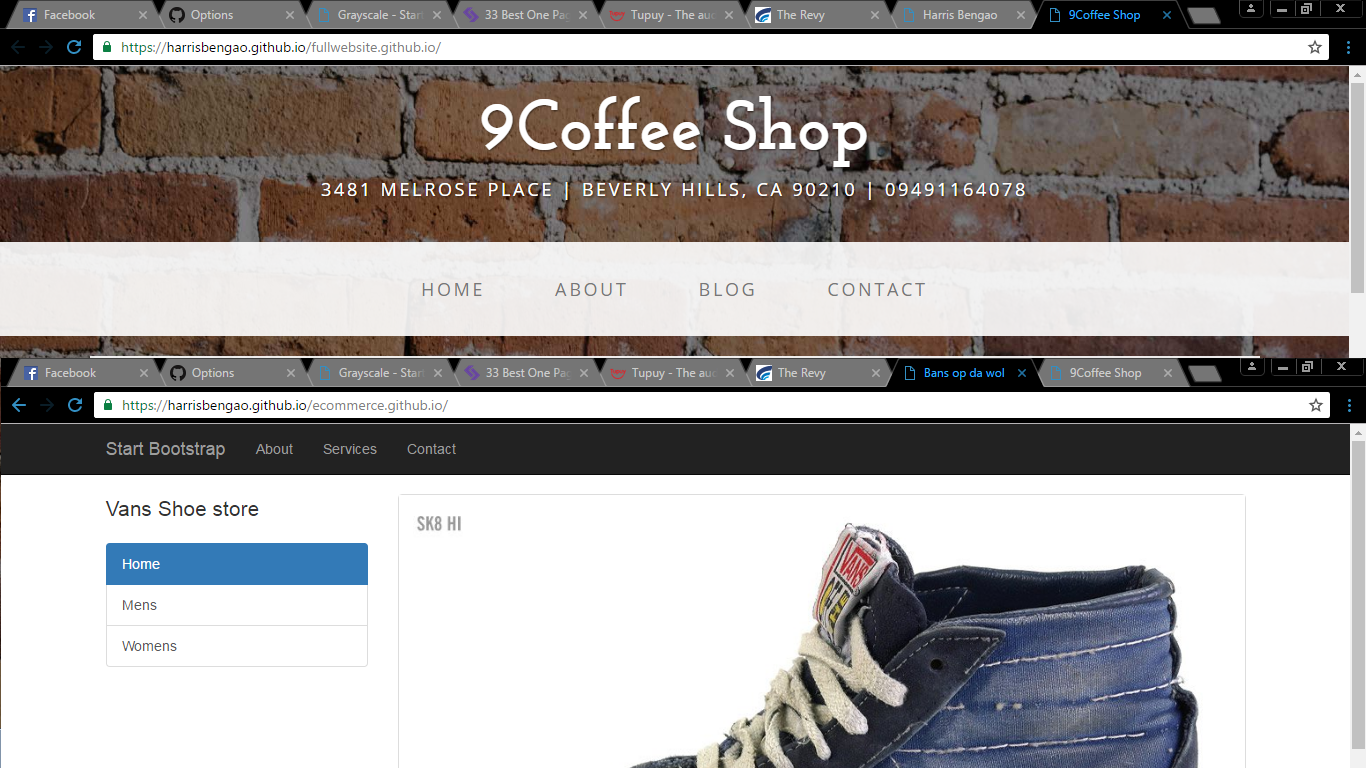 Facebook Options Grayscale - Start 33 Best One Pag Tupuy - The auc The Revy Harris Bengao 9Coffee Shop
https://harrisbengao.github.io/fullwebsite.github.io/
9Coffee Shop
3481 MELROSE PLACE | BEVERLY HILLS, CA 90210 | 09491164078
HOME ABOUT BLOG CONTACT
Facebook Options Grayscale - Start 33 Best One Pag Tupuy - The auc The Revy Bans op da wol 9Coffee Shop
https://harrisbengao.github.io/ecommerce.github.io/
Start Bootstrap About Services Contact
Vans Shoe store
Home
Mens
Womens
SK8 HI
VANS